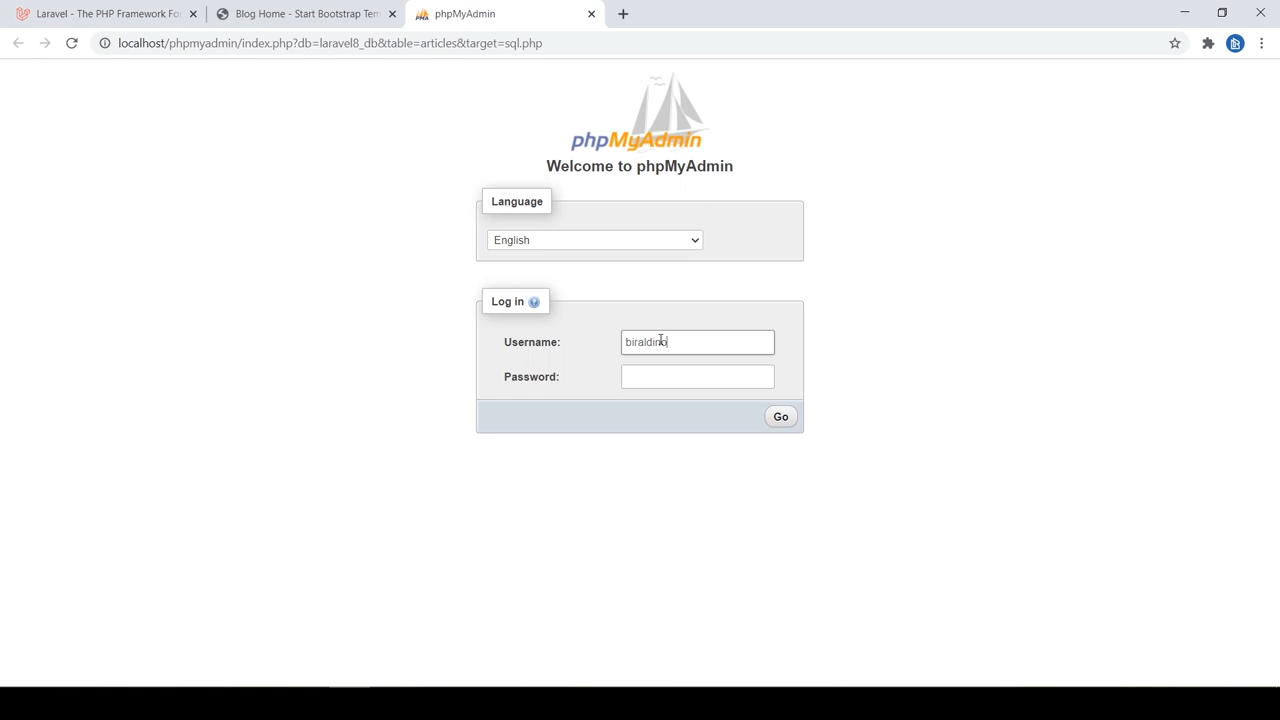 Laravel - The PHP Framework Fo
Blog Home - Start Bootstrap Tem
phpMyAdmin
localhost/phpmyadmin/index.php?db=laravel8_db&table=articles&target=sql.php
phpMyAdmin
Welcome to phpMyAdmin
Language
English
Log in
Username:
biraldino
Password:
Go